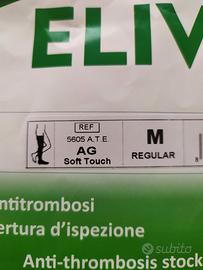 ELIV
REF
5605 A.T.E.
AG
Soft Touch
M
REGULAR
ntitrombosi
ertura d'ispezione
Anti-thrombosis stock
subito